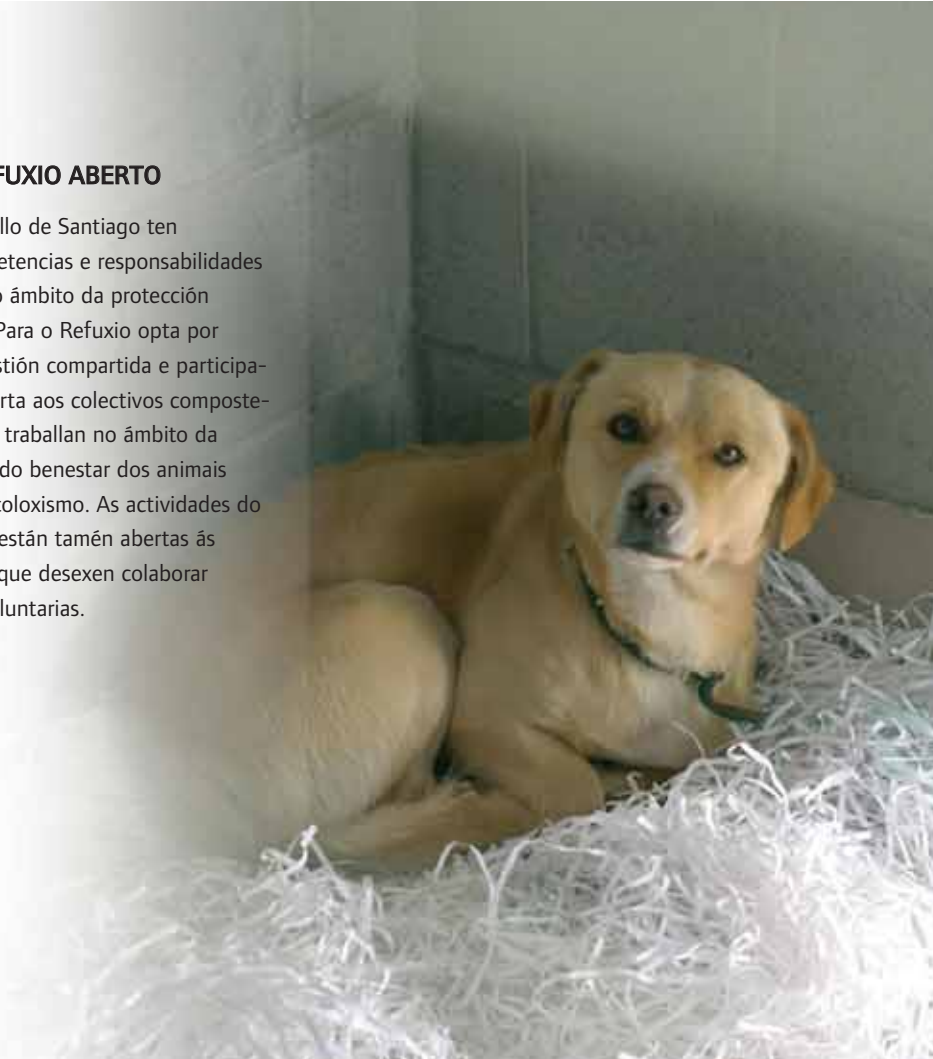 FUXIO ABERTO
llo de Santiago ten
etencias e responsabilidades
o ámbito da protección
Para o Refuxio opta por
stión compartida e participa-
rta aos colectivos composte-
traballan no ámbito da
do benestar dos animais
coloxismo. As actividades do
están tamén abertas ás
que desexen colaborar
luntarias.